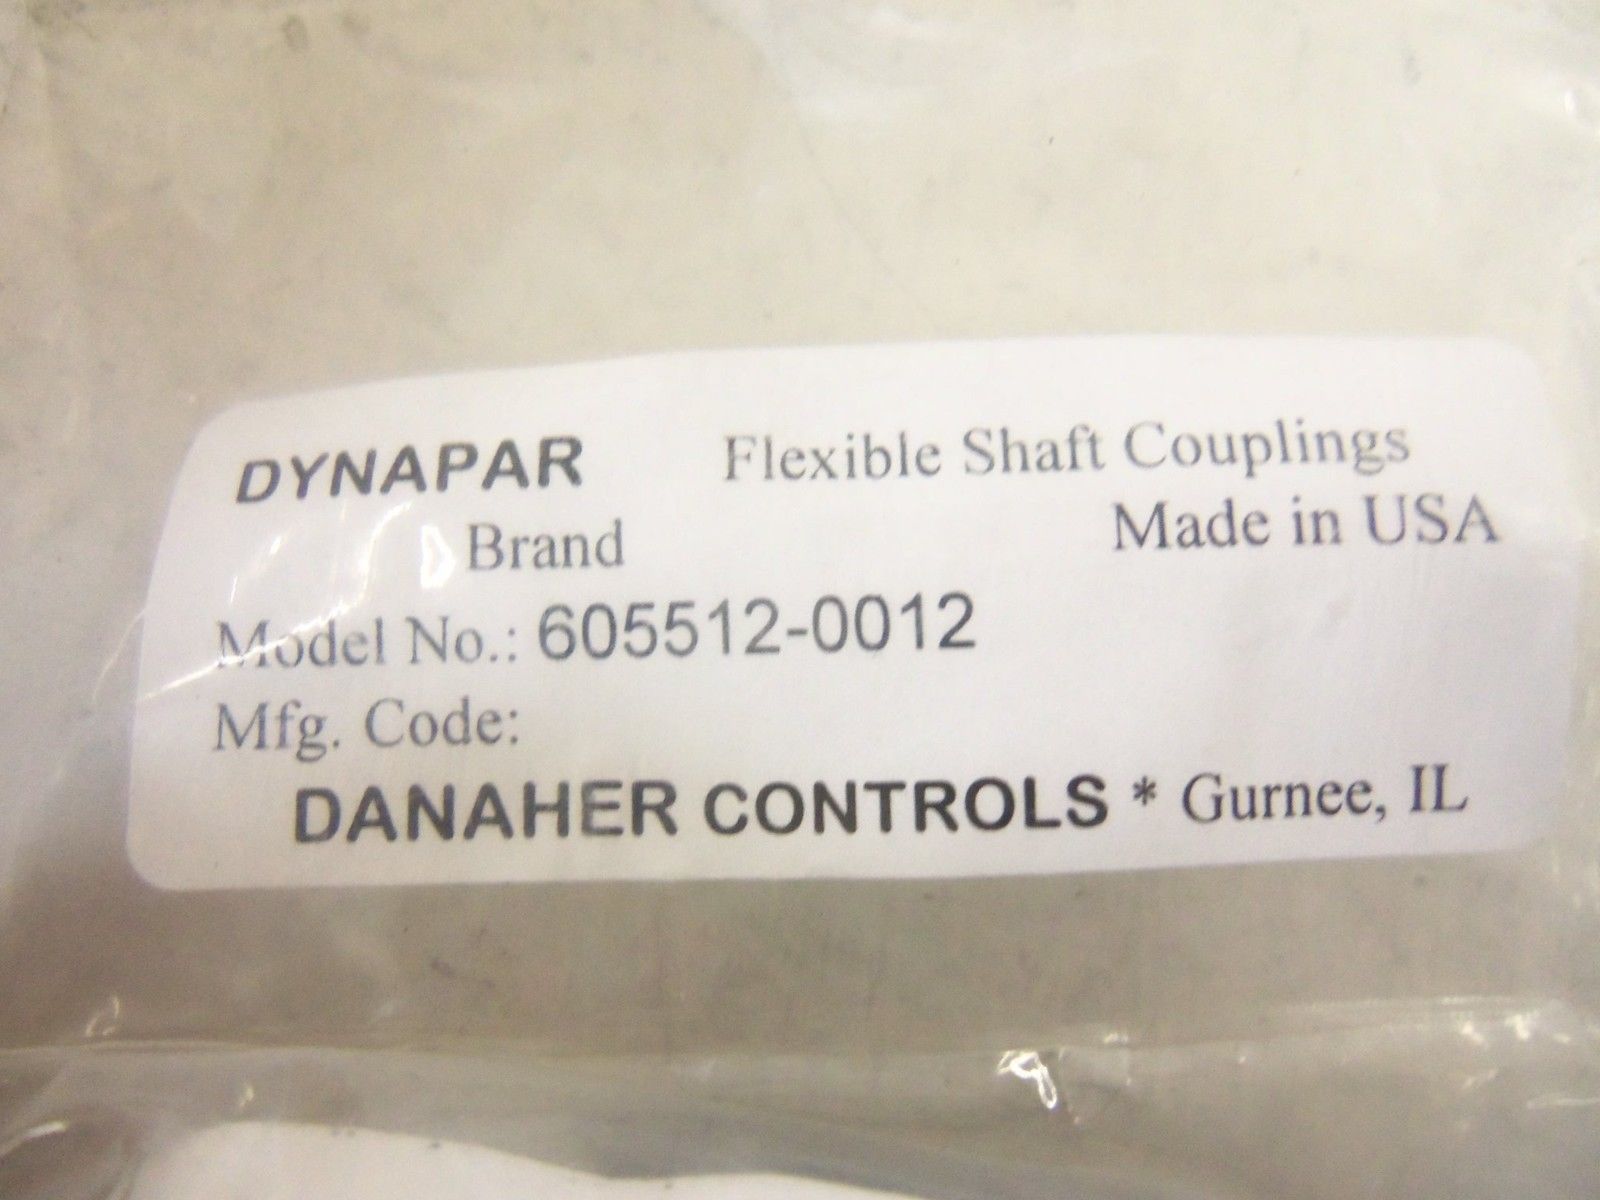 DYNAPAR Flexible Shaft Couplings
Brand Made in USA
Model No.: 605512-0012
Mfg. Code:
DANAHER CONTROLS * Gurnee, IL